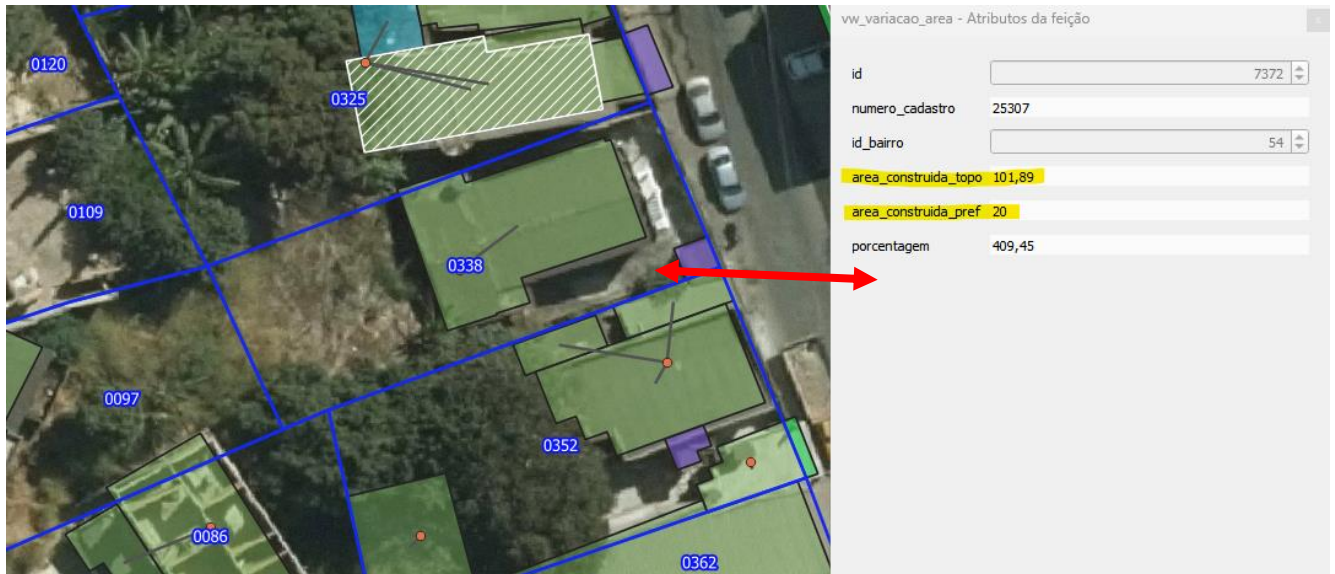 0120
0325
0109
0338
0097
0352
0086
0362
vw_variacao_area - Atributos da feição
x
id 7372
numero_cadastro 25307
id_bairro 54
area_construida_topo 101,89
area_construida_pref 20
porcentagem 409,45